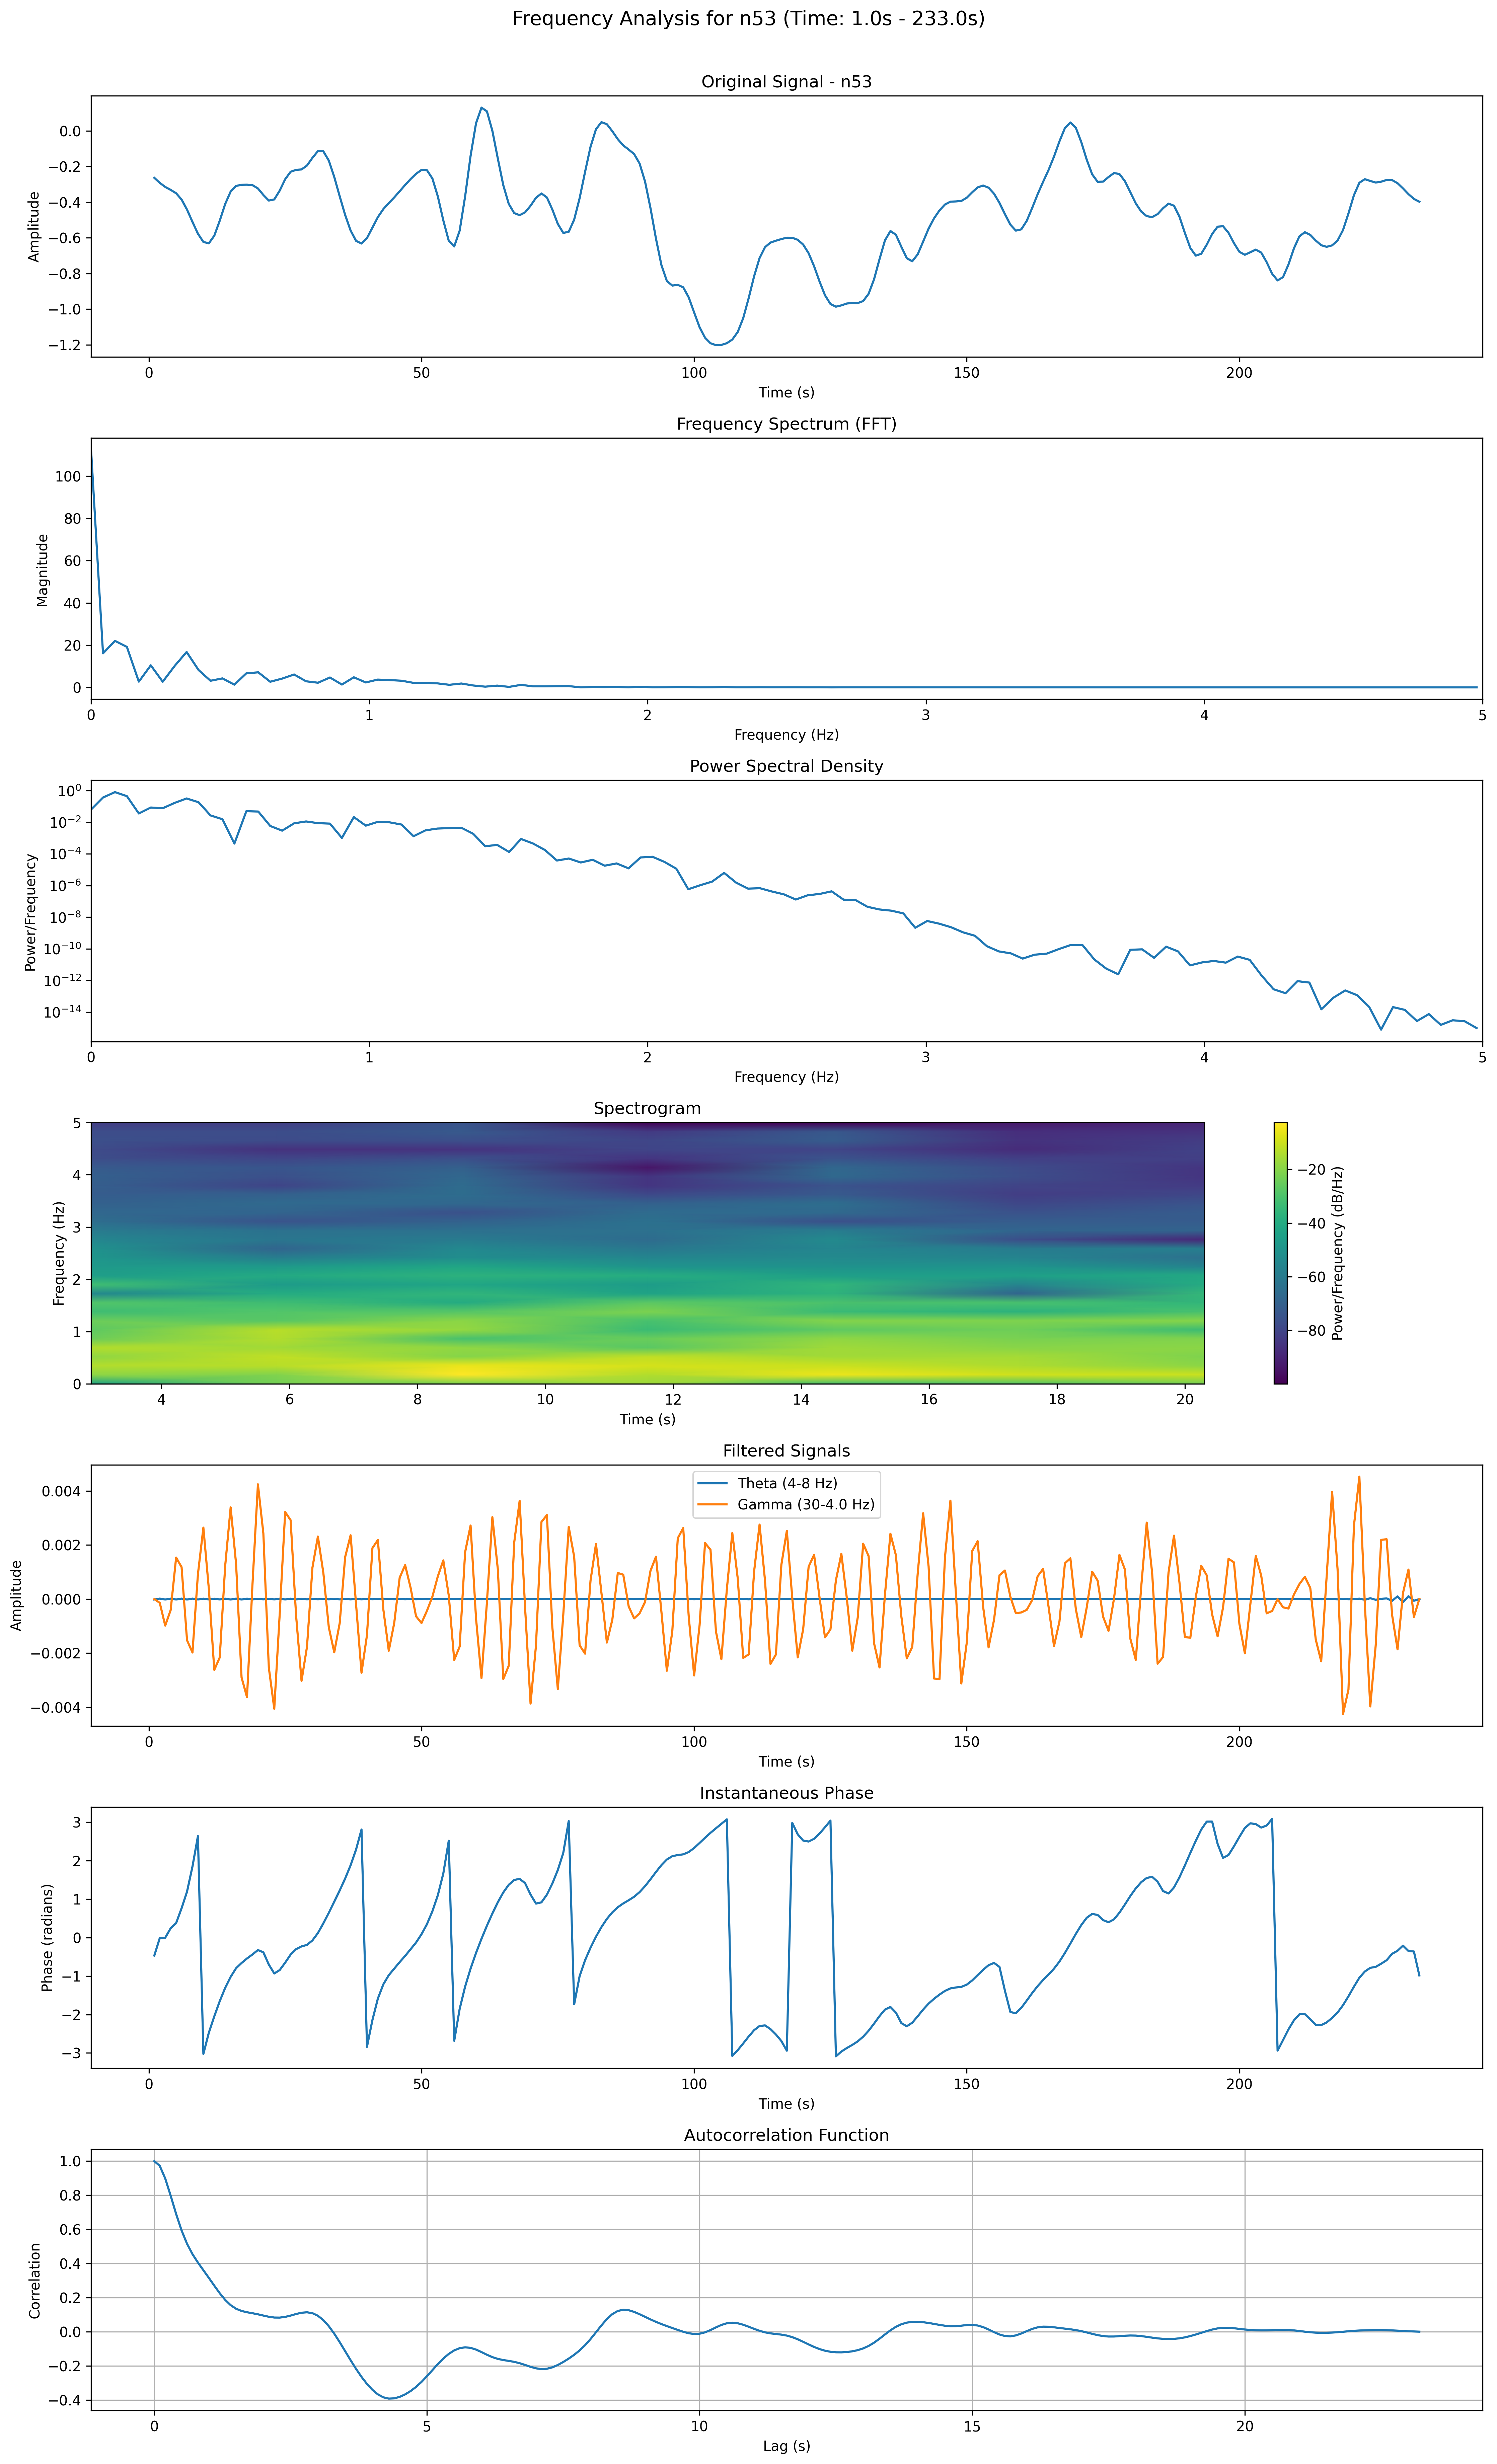 Frequency Analysis for n53 (Time: 1.0s - 233.0s)
Original Signal - n53
Amplitude
0.0
−0.2
−0.4
−0.6
−0.8
−1.0
−1.2
0 50 100 150 200
Time (s)
Frequency Spectrum (FFT)
Magnitude
100
80
60
40
20
0
0 1 2 3 4 5
Frequency (Hz)
Power Spectral Density
Power/Frequency
10⁰
10⁻²
10⁻⁴
10⁻⁶
10⁻⁸
10⁻¹⁰
10⁻¹²
10⁻¹⁴
0 1 2 3 4 5
Frequency (Hz)
Spectrogram
Frequency (Hz)
5
4
3
2
1
0
4 6 8 10 12 14 16 18 20
Time (s)
−20
−40
−60
−80
Power/Frequency (dB/Hz)
Filtered Signals
Theta (4-8 Hz)
Gamma (30-4.0 Hz)
Amplitude
0.004
0.002
0.000
−0.002
−0.004
0 50 100 150 200
Time (s)
Instantaneous Phase
Phase (radians)
3
2
1
0
−1
−2
−3
0 50 100 150 200
Time (s)
Autocorrelation Function
Correlation
1.0
0.8
0.6
0.4
0.2
0.0
−0.2
−0.4
0 5 10 15 20
Lag (s)